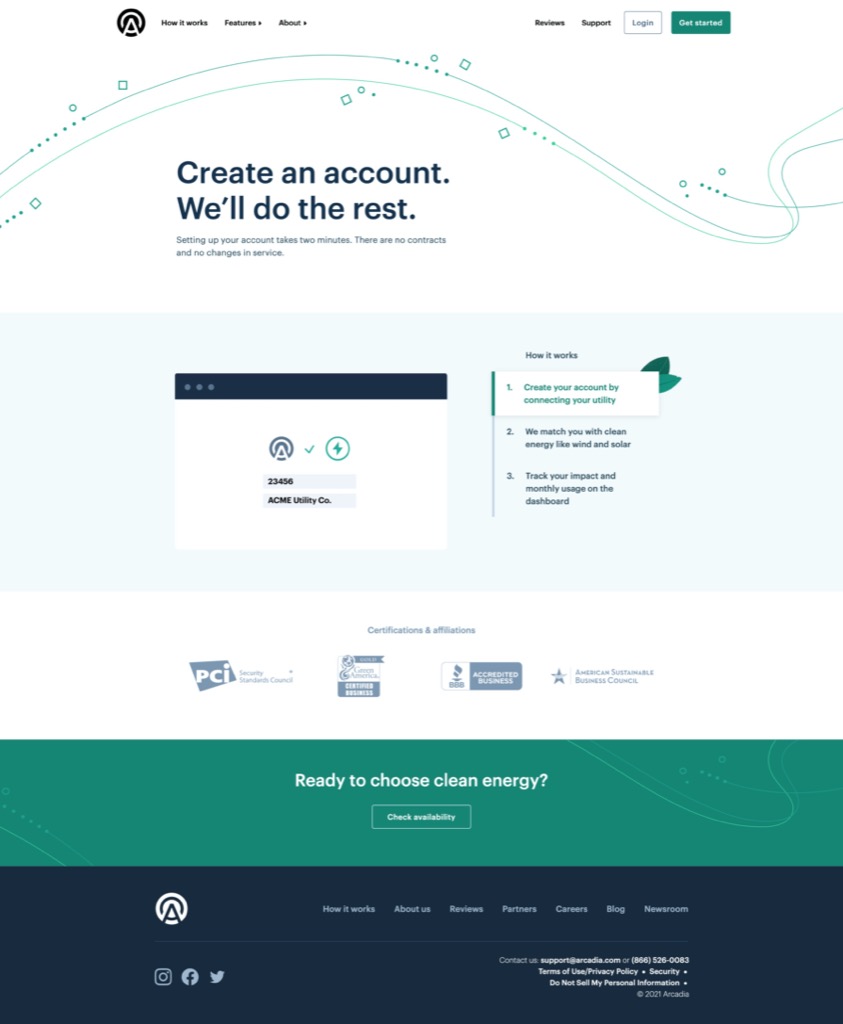 How it works
Features
About
Reviews
Support
Login
Get started
Create an account.
We'll do the rest.
Setting up your account takes two minutes. There are no contracts
and no changes in service.
How it works
1. Create your account by
connecting your utility
2. We match you with clean
energy like wind and solar
3. Track your impact and
monthly usage on the
dashboard
23456
ACME Utility Co.
Certifications & affiliations
PCi Security
Standards Council
Green
America
CERTIFIED
BUSINESS
BBB
ACCREDITED
BUSINESS
AMERICAN SUSTAINABLE
BUSINESS COUNCIL
Ready to choose clean energy?
Check availability
How it works
About us
Reviews
Partners
Careers
Blog
Newsroom
Contact us: support@arcadia.com or (866) 526-0083
Terms of Use/Privacy Policy • Security •
Do Not Sell My Personal Information •
© 2021 Arcadia